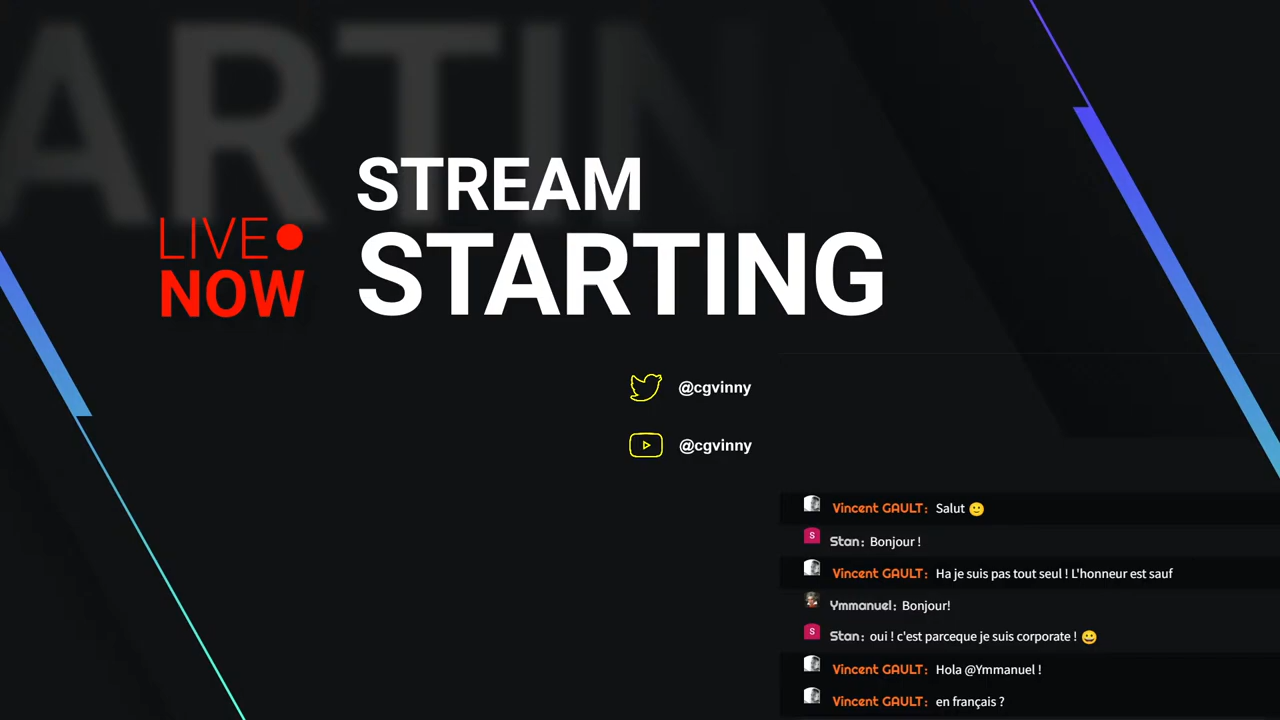 ARTIN
STREAM
STARTING
LIVE
NOW
@cgvinny
@cgvinny
Vincent GAULT: Salut 🙂
S Stan: Bonjour !
Vincent GAULT: Ha je suis pas tout seul ! L'honneur est sauf
Ymmanuel: Bonjour!
S Stan: oui ! c'est parceque je suis corporate ! 😀
Vincent GAULT: Hola @Ymmanuel !
Vincent GAULT: en français ?